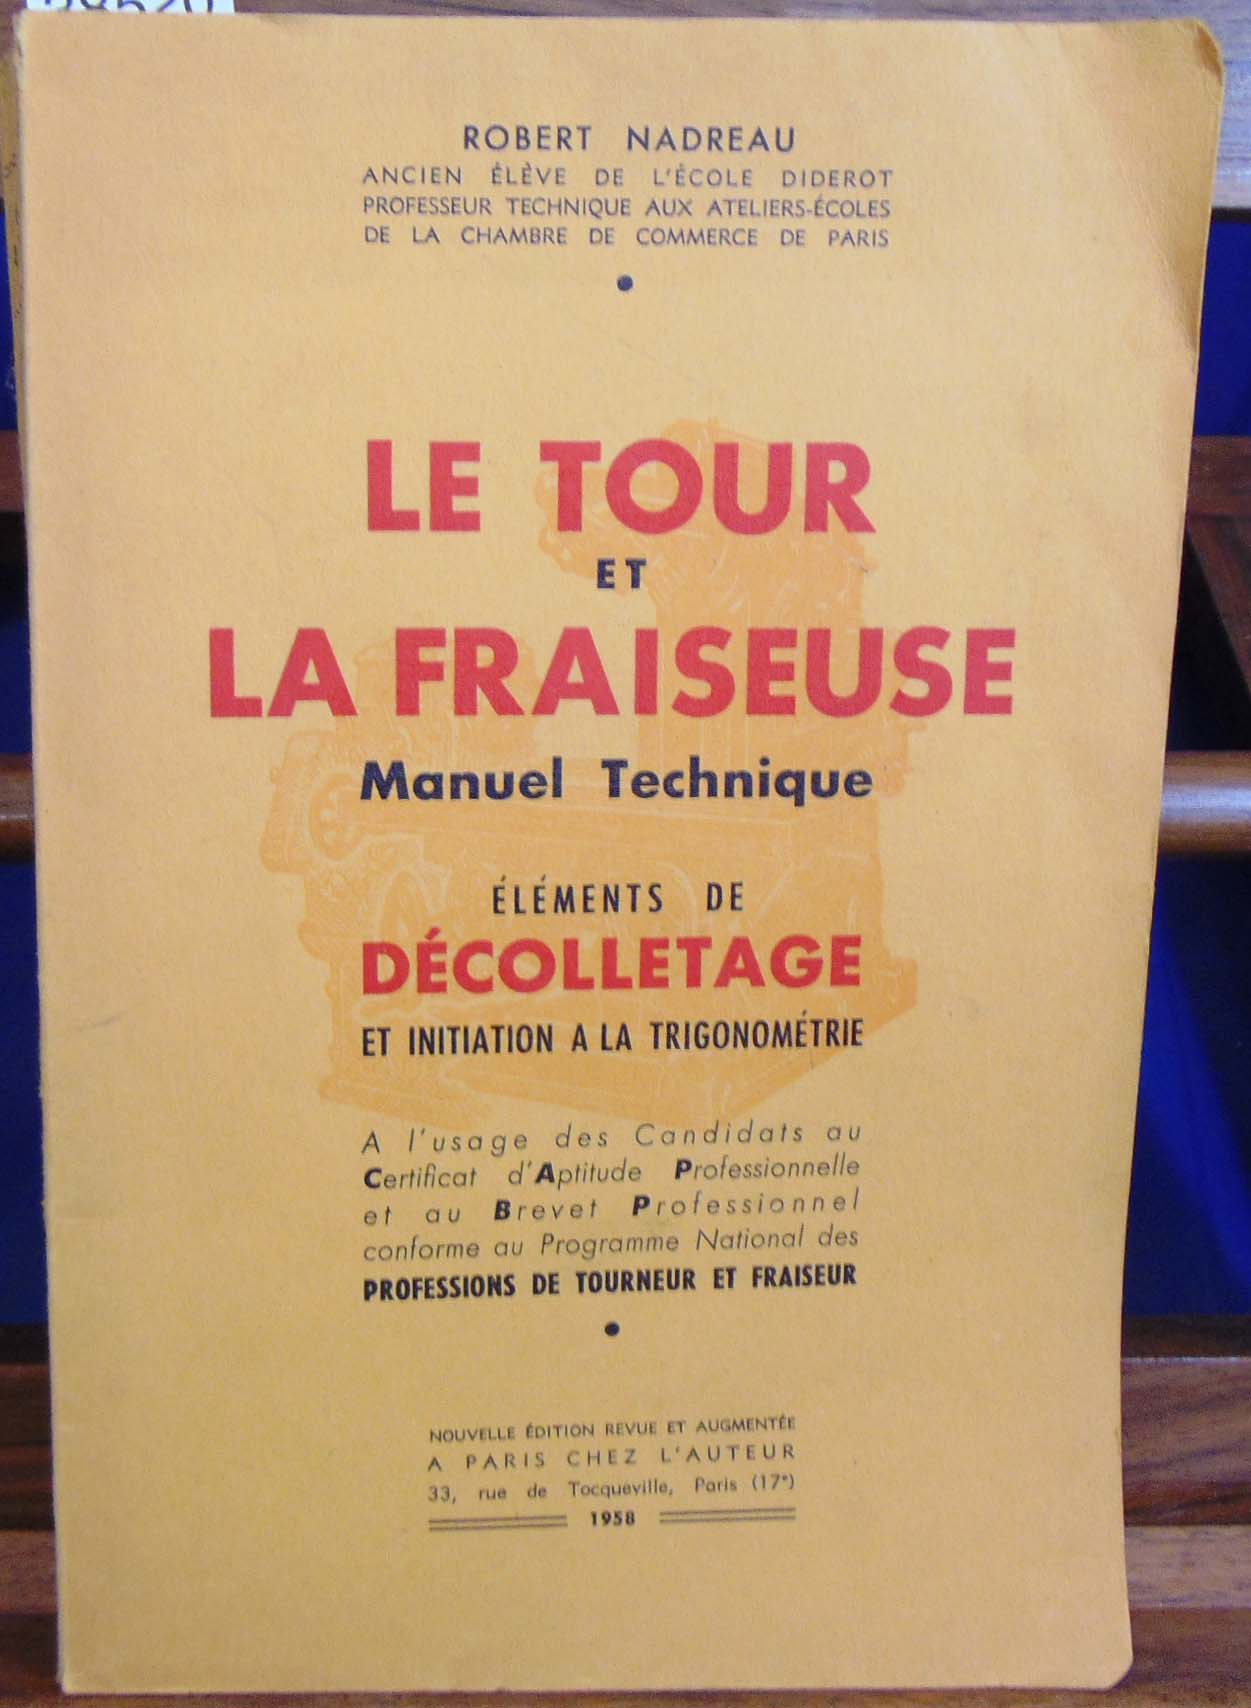 ROBERT NADREAU
ANCIEN ÉLÈVE DE L'ÉCOLE DIDEROT
PROFESSEUR TECHNIQUE AUX ATELIERS-ÉCOLES
DE LA CHAMBRE DE COMMERCE DE PARIS
LE TOUR
ET
LA FRAISEUSE
Manuel Technique
ÉLÉMENTS DE
DÉCOLLETAGE
ET INITIATION A LA TRIGONOMÉTRIE
A l'usage des Candidats au
Certificat d'Aptitude Professionnelle
et au Brevet Professionnel
conforme au Programme National des
PROFESSIONS DE TOURNEUR ET FRAISEUR
NOUVELLE ÉDITION REVUE ET AUGMENTÉE
A PARIS CHEZ L'AUTEUR
33, rue de Tocqueville, Paris (17e)
1958